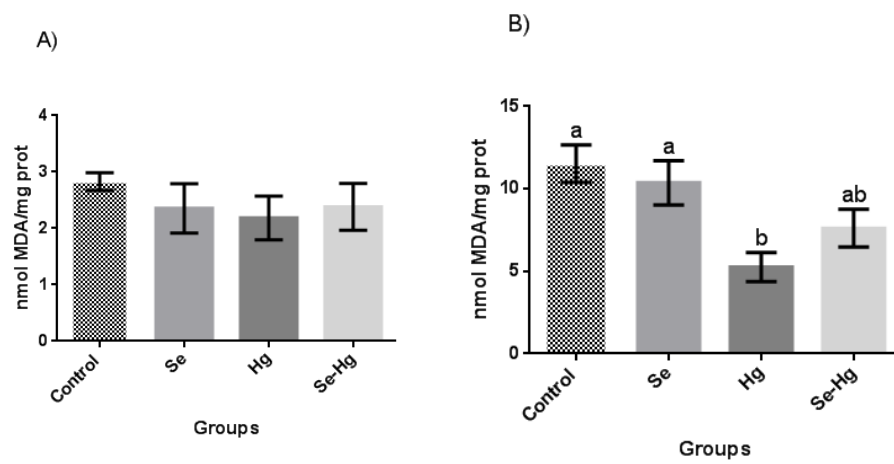 A)
nmol MDA/mg prot
4
3
2
1
0
Control
Se
Hg
Se-Hg
Groups
B)
nmol MDA/mg prot
15
10
5
0
a
a
b
ab
Control
Se
Hg
Se-Hg
Groups